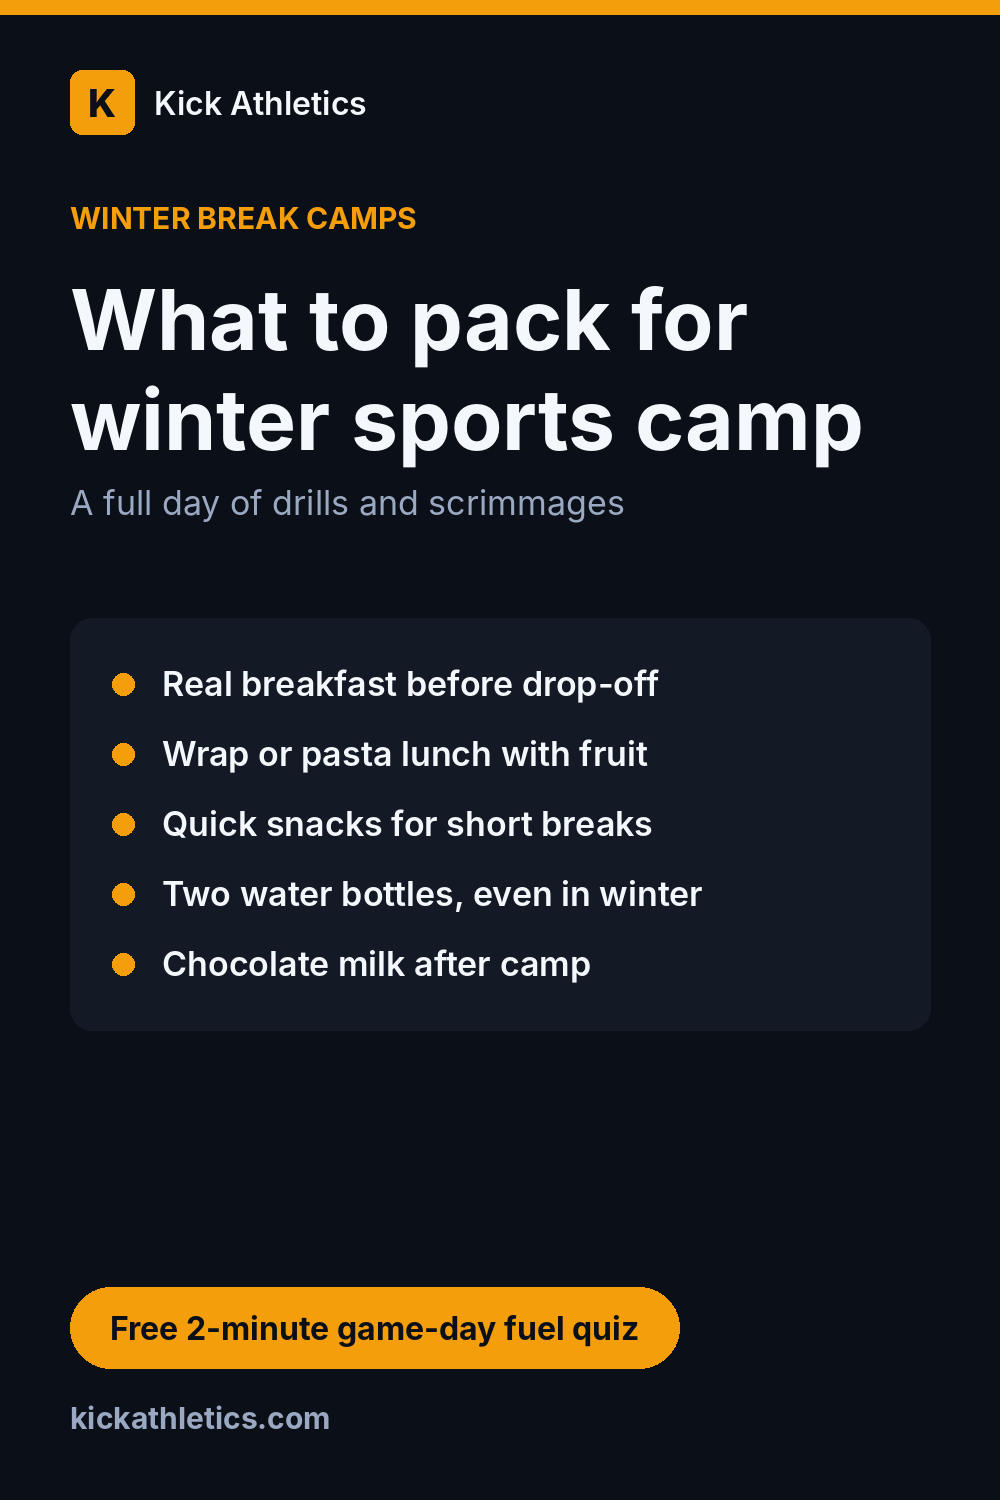 K
Kick Athletics
WINTER BREAK CAMPS
What to pack for
winter sports camp
A full day of drills and scrimmages
Real breakfast before drop-off
Wrap or pasta lunch with fruit
Quick snacks for short breaks
Two water bottles, even in winter
Chocolate milk after camp
Free 2-minute game-day fuel quiz
kickathletics.com